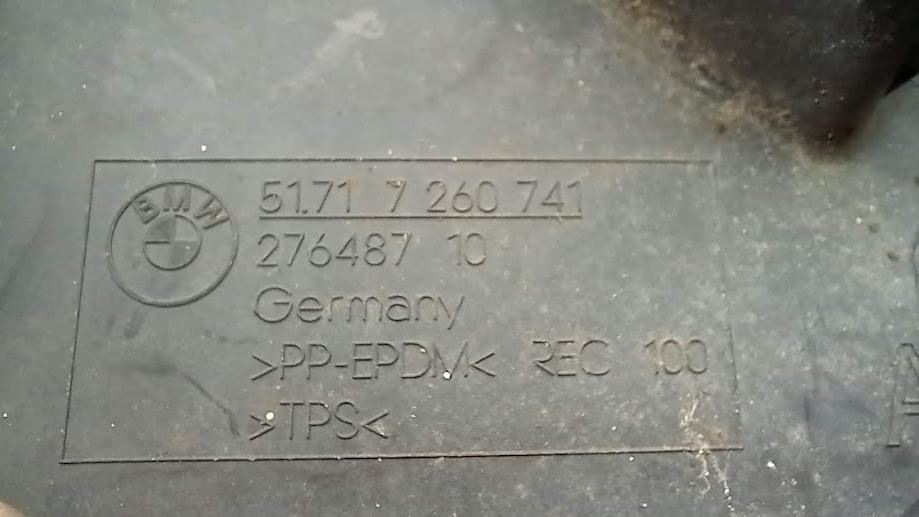 BMW
51.71 7 260 741
276487 10
Germany
>PP-EPDM< REC 100
>TPS<